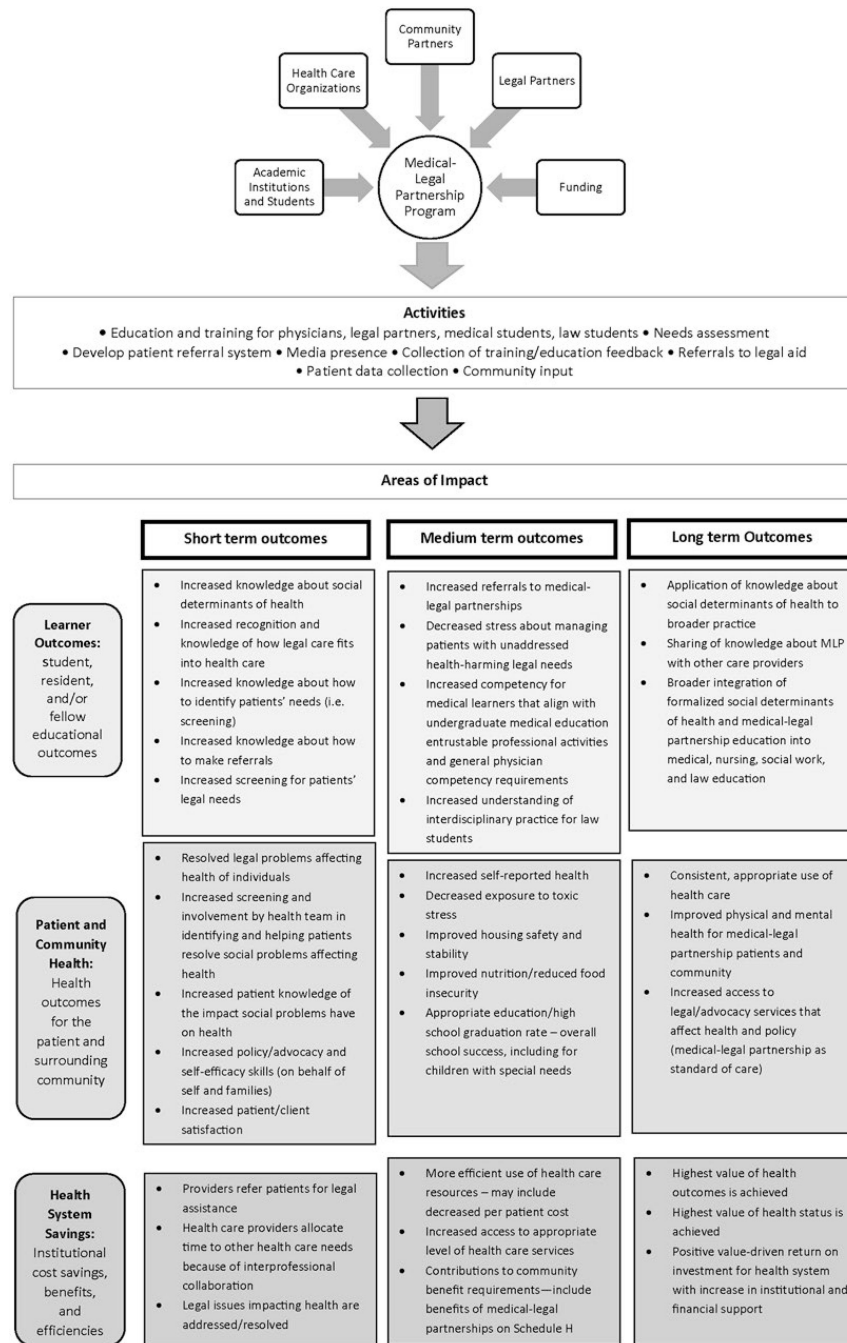 Community
Partners
Health Care
Organizations
Legal Partners
Academic
Institutions
and Students
Medical-
Legal
Partnership
Program
Funding
Activities
• Education and training for physicians, legal partners, medical students, law students • Needs assessment
• Develop patient referral system • Media presence • Collection of training/education feedback • Referrals to legal aid
• Patient data collection • Community input
Areas of Impact
Short term outcomes
Medium term outcomes
Long term Outcomes
Learner
Outcomes:
student,
resident,
and/or
fellow
educational
outcomes
• Increased knowledge about social
determinants of health
• Increased recognition and
knowledge of how legal care fits
into health care
• Increased knowledge about how
to identify patients' needs (i.e.
screening)
• Increased knowledge about how
to make referrals
• Increased screening for patients'
legal needs
• Increased referrals to medical-
legal partnerships
• Decreased stress about managing
patients with unaddressed
health-harming legal needs
• Increased competency for
medical learners that align with
undergraduate medical education
entrustable professional activities
and general physician
competency requirements
• Increased understanding of
interdisciplinary practice for law
students
• Application of knowledge about
social determinants of health to
broader practice
• Sharing of knowledge about MLP
with other care providers
• Broader integration of
formalized social determinants
of health and medical-legal
partnership education into
medical, nursing, social work,
and law education
Patient and
Community
Health:
Health
outcomes
for the
patient and
surrounding
community
• Resolved legal problems affecting
health of individuals
• Increased screening and
involvement by health team in
identifying and helping patients
resolve social problems affecting
health
• Increased patient knowledge of
the impact social problems have
on health
• Increased policy/advocacy and
self-efficacy skills (on behalf of
self and families)
• Increased patient/client
satisfaction
• Increased self-reported health
• Decreased exposure to toxic
stress
• Improved housing safety and
stability
• Improved nutrition/reduced food
insecurity
• Appropriate education/high
school graduation rate – overall
school success, including for
children with special needs
• Consistent, appropriate use of
health care
• Improved physical and mental
health for medical-legal
partnership patients and
community
• Increased access to
legal/advocacy services that
affect health and policy
(medical-legal partnership as
standard of care)
Health
System
Savings:
Institutional
cost savings,
benefits,
and
efficiencies
• Providers refer patients for legal
assistance
• Health care providers allocate
time to other health care needs
because of interprofessional
collaboration
• Legal issues impacting health are
addressed/resolved
• More efficient use of health care
resources – may include
decreased per patient cost
• Increased access to appropriate
level of health care services
• Contributions to community
benefit requirements—include
benefits of medical-legal
partnerships on Schedule H
• Highest value of health
outcomes is achieved
• Highest value of health status is
achieved
• Positive value-driven return on
investment for health system
with increase in institutional and
financial support